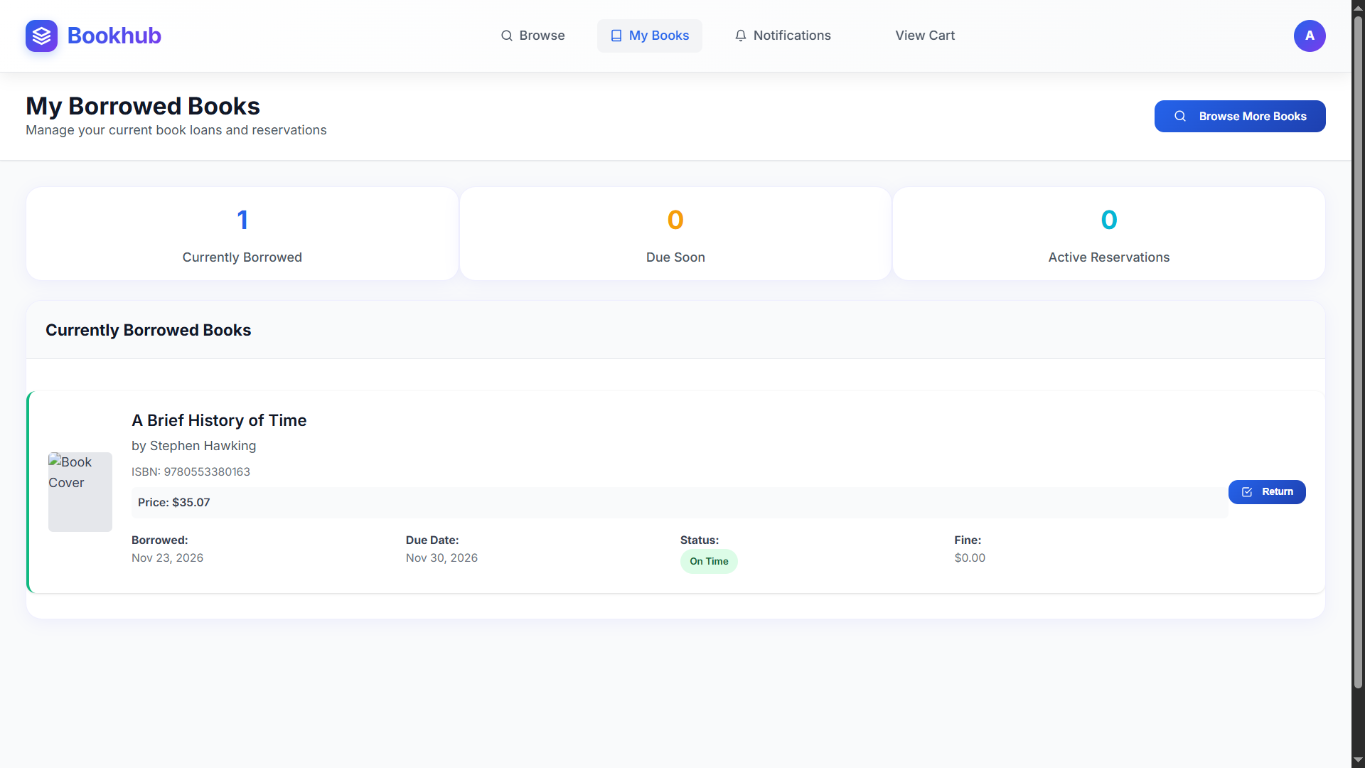 Bookhub
Browse
My Books
Notifications
View Cart
A
My Borrowed Books
Manage your current book loans and reservations
Browse More Books
1
Currently Borrowed
0
Due Soon
0
Active Reservations
Currently Borrowed Books
Book
Cover
A Brief History of Time
by Stephen Hawking
ISBN: 9780553380163
Price: $35.07
Return
Borrowed:
Nov 23, 2026
Due Date:
Nov 30, 2026
Status:
On Time
Fine:
$0.00